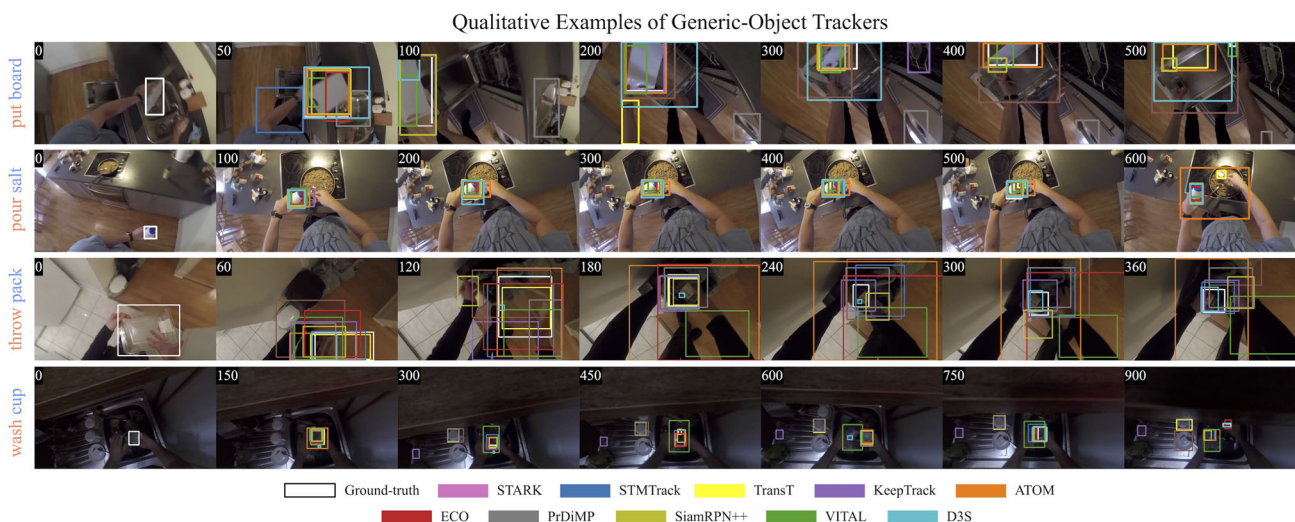 Qualitative Examples of Generic-Object Trackers
put board
0 50 100 200 300 400 500
pour salt
0 100 200 300 400 500 600
throw pack
0 60 120 180 240 300 360
wash cup
0 150 300 450 600 750 900
Ground-truth STARK STMTrack TransT KeepTrack ATOM
ECO PrDiMP SiamRPN++ VITAL D3S